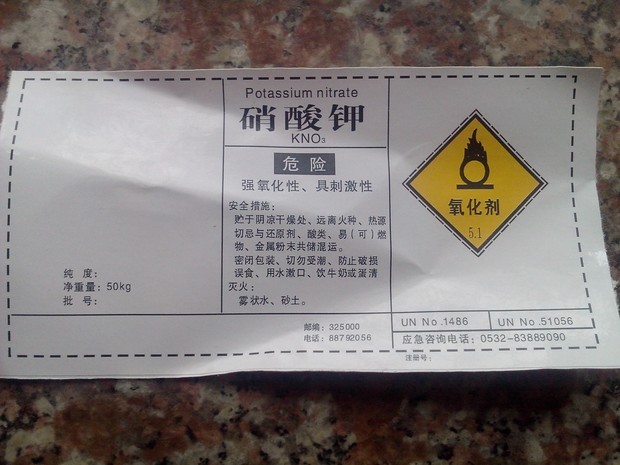 Potassium nitrate
硝酸钾
KNO₃
危险
强氧化性、具刺激性
安全措施：
贮于阴凉干燥处、远离火种、热源
切忌与还原剂、酸类、易（可）燃
物、金属粉末共储混运。
密闭包装、切勿受潮、防止破损
误食、用水漱口、饮牛奶或蛋清
灭火：
雾状水、砂土。
纯 度：
净重量：50kg
批 号：
氧化剂
5.1
邮编：325000
电话：88792056
UN No.1486
UN No.51056
应急咨询电话：0532-83889090
注册号：